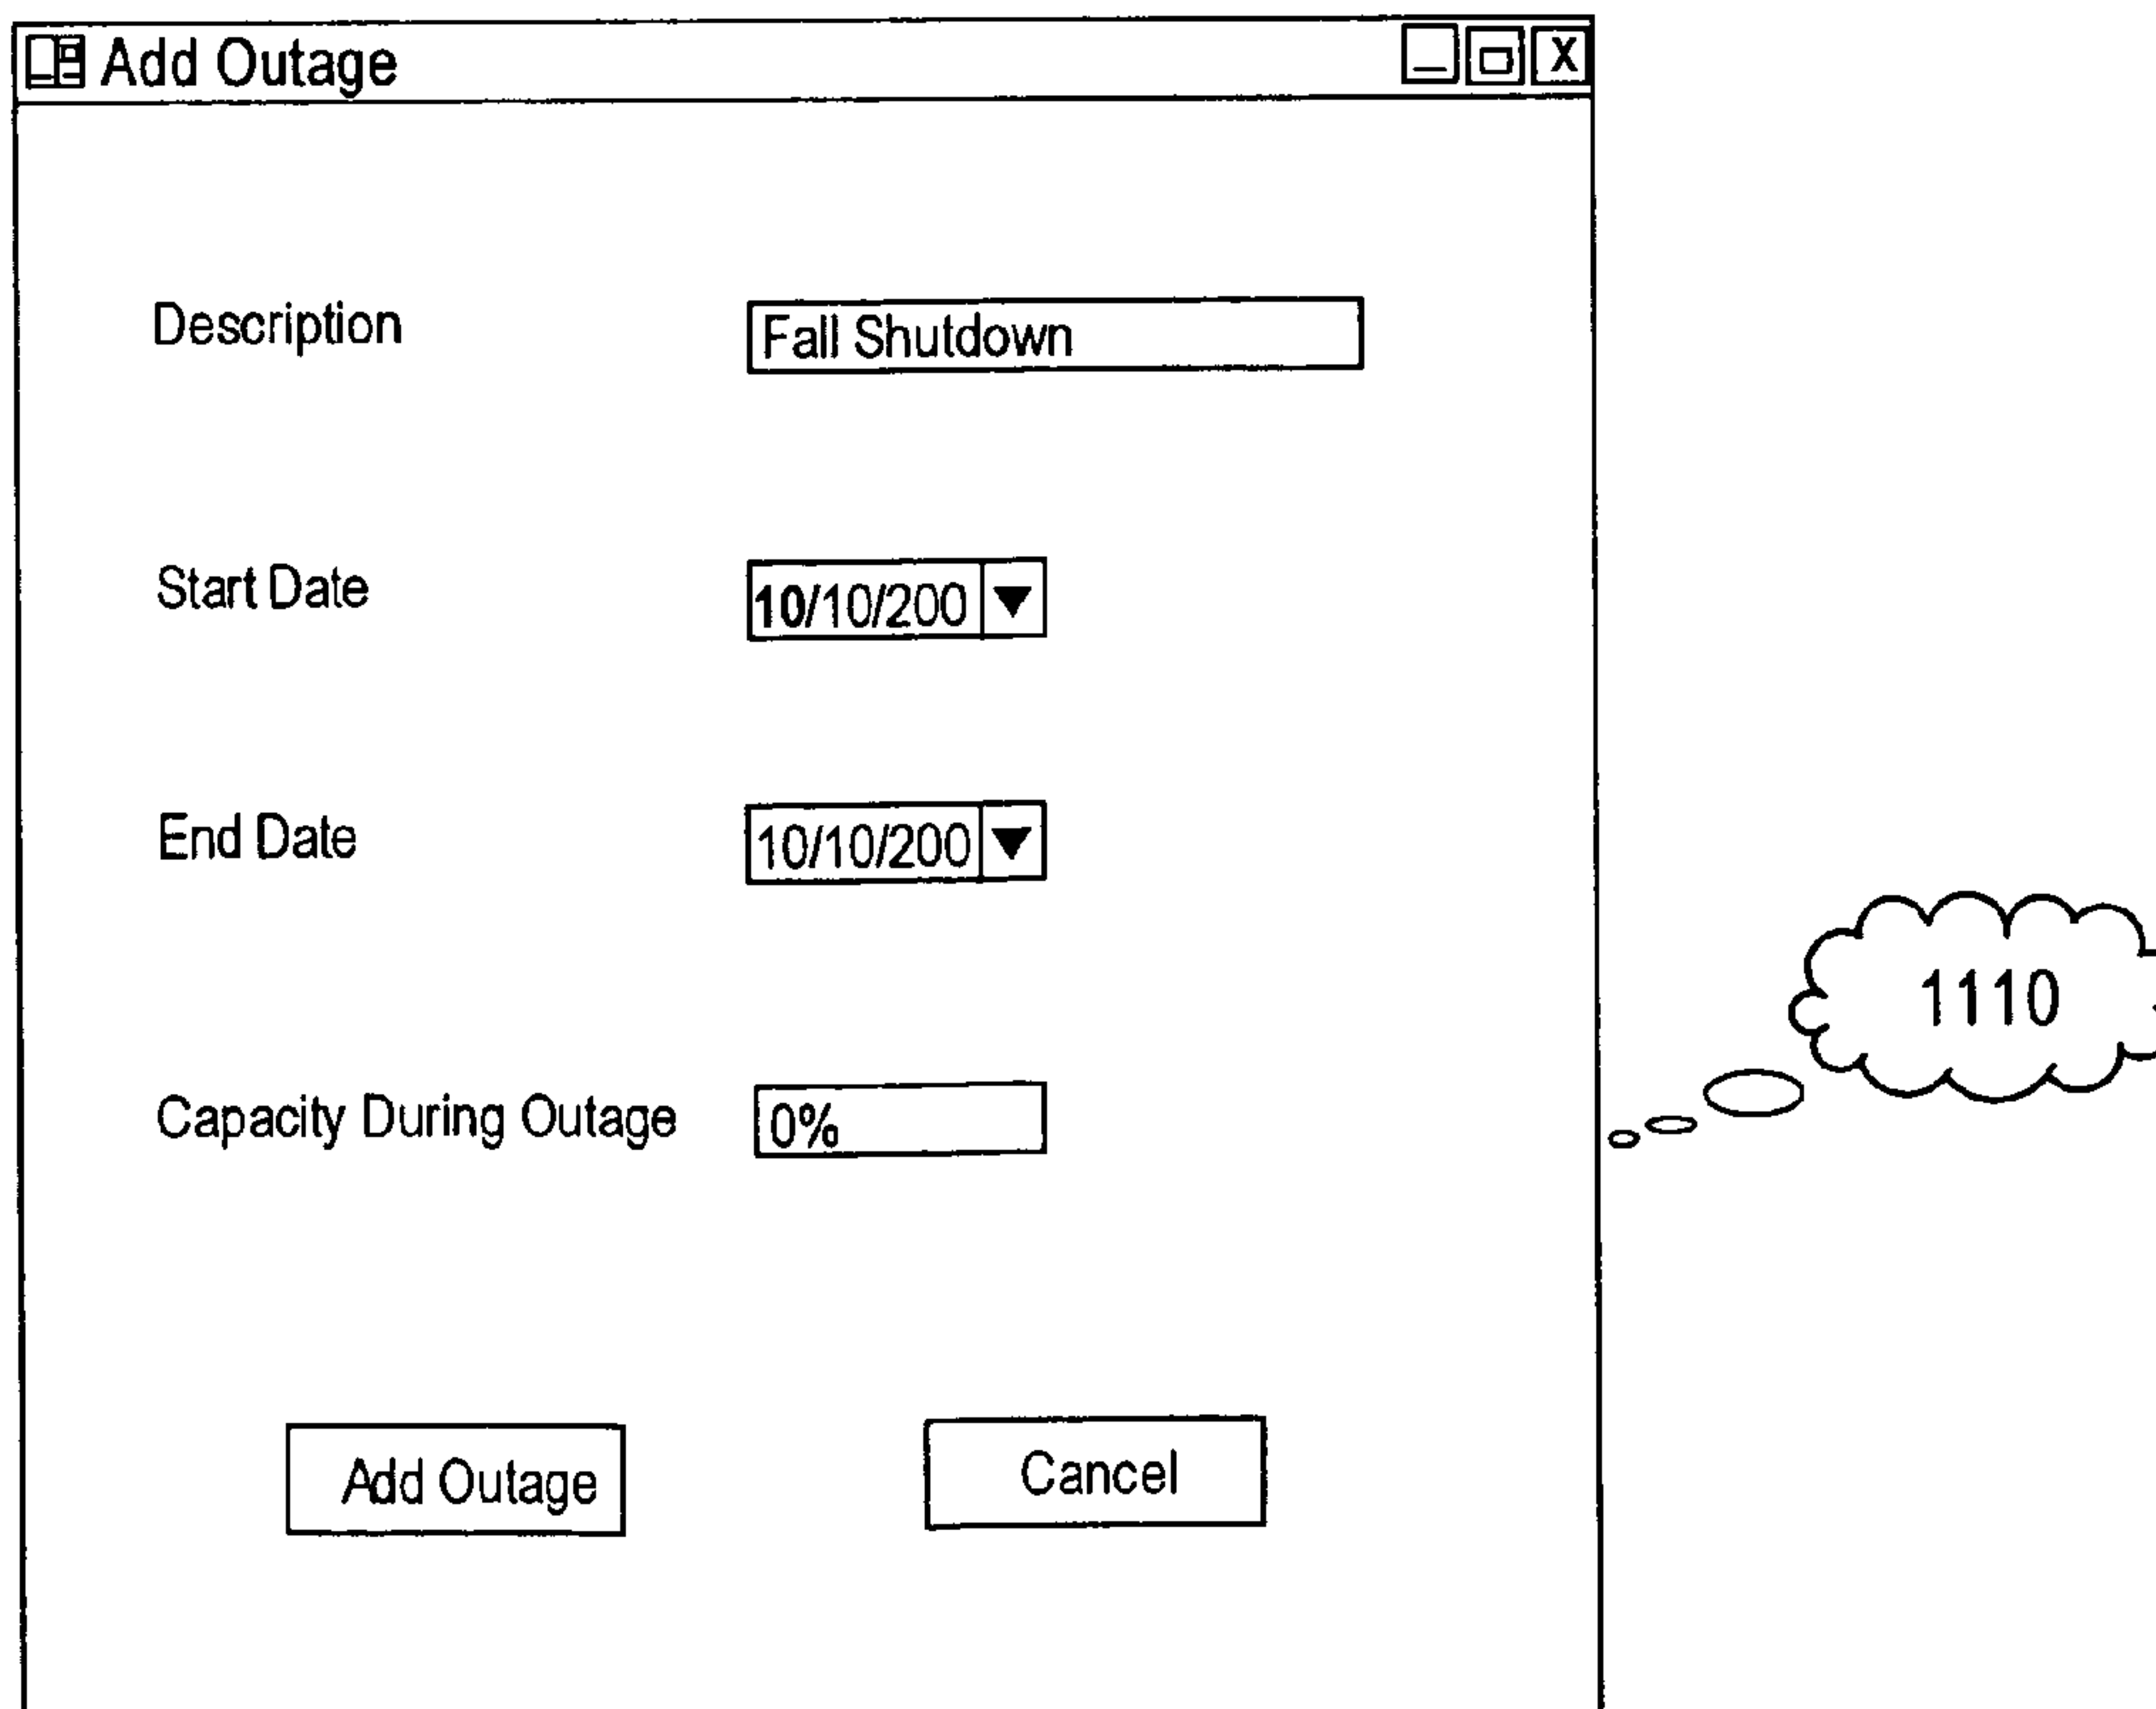 Add Outage
X
Description
Fall Shutdown
Start Date
10/10/200
End Date
10/10/200
1110
Capacity During Outage
0%
Add Outage
Cancel